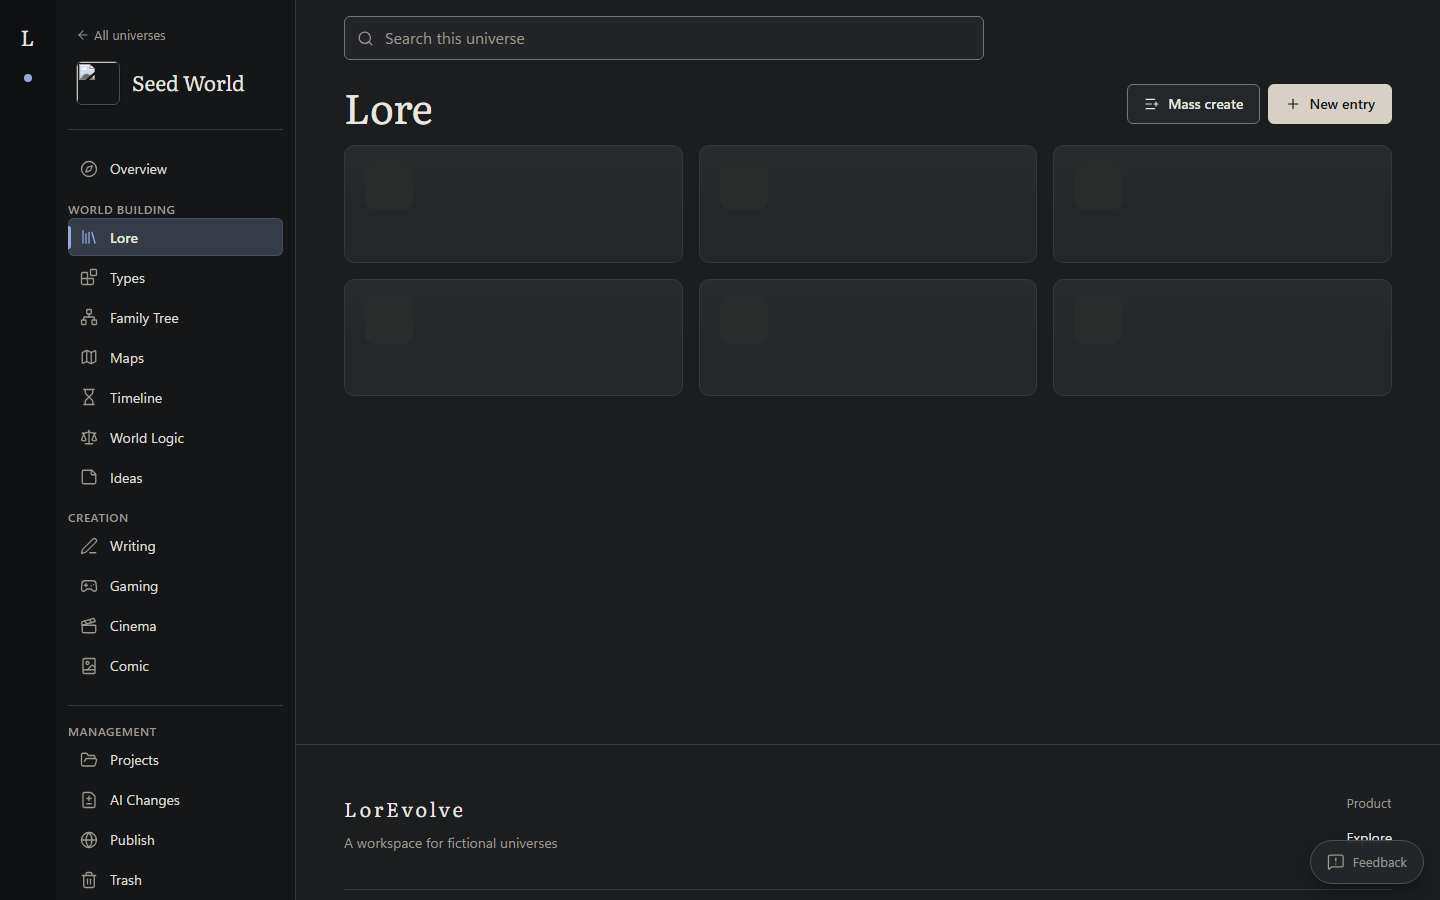 L
All universes
Seed World
Overview
WORLD BUILDING
Lore
Types
Family Tree
Maps
Timeline
World Logic
Ideas
CREATION
Writing
Gaming
Cinema
Comic
MANAGEMENT
Projects
AI Changes
Publish
Trash
Search this universe
Lore
Mass create
New entry
LorEvolve
A workspace for fictional universes
Product
Explore
Feedback